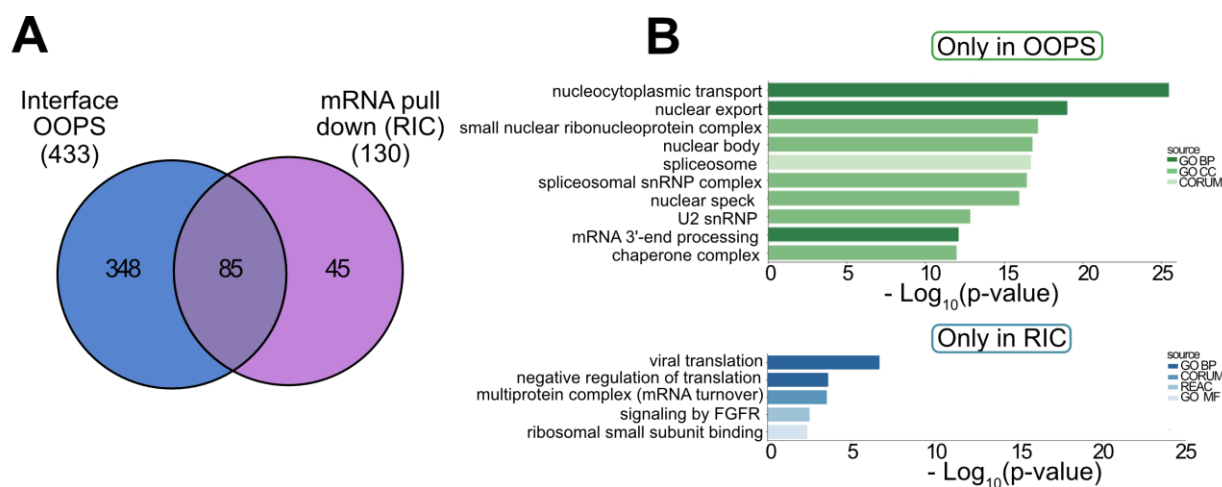 A
Interface
OOPS
(433)
mRNA pull
down (RIC)
(130)
348
85
45
B
Only in OOPS
nucleocytoplasmic transport
nuclear export
small nuclear ribonucleoprotein complex
nuclear body
spliceosome
spliceosomal snRNP complex
nuclear speck
U2 snRNP
mRNA 3'-end processing
chaperone complex
source
GO BP
GO CC
CORUM
0 5 10 15 20 25
- Log10(p-value)
Only in RIC
viral translation
negative regulation of translation
multiprotein complex (mRNA turnover)
signaling by FGFR
ribosomal small subunit binding
source
GO BP
CORUM
REAC
GO MF
0 5 10 15 20 25
- Log10(p-value)